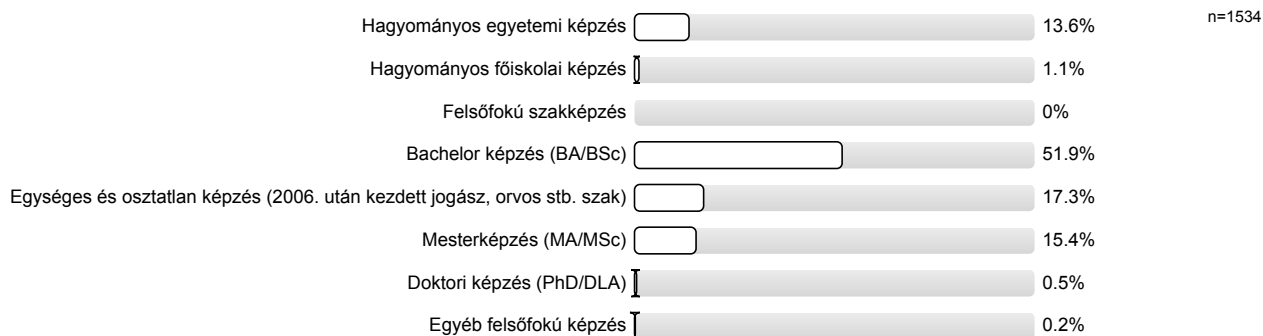 Hagyományos egyetemi képzés 13.6% n=1534
Hagyományos főiskolai képzés 1.1%
Felsőfokú szakképzés 0%
Bachelor képzés (BA/BSc) 51.9%
Egységes és osztatlan képzés (2006. után kezdett jogász, orvos stb. szak) 17.3%
Mesterképzés (MA/MSc) 15.4%
Doktori képzés (PhD/DLA) 0.5%
Egyéb felsőfokú képzés 0.2%